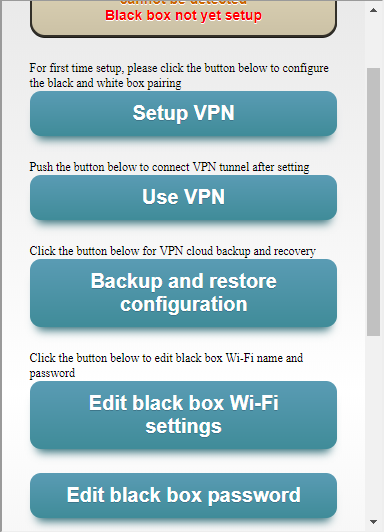 cannot be detected
Black box not yet setup
For first time setup, please click the button below to configure
the black and white box pairing
Setup VPN
Push the button below to connect VPN tunnel after setting
Use VPN
Click the button below for VPN cloud backup and recovery
Backup and restore
configuration
Click the button below to edit black box Wi-Fi name and
password
Edit black box Wi-Fi
settings
Edit black box password